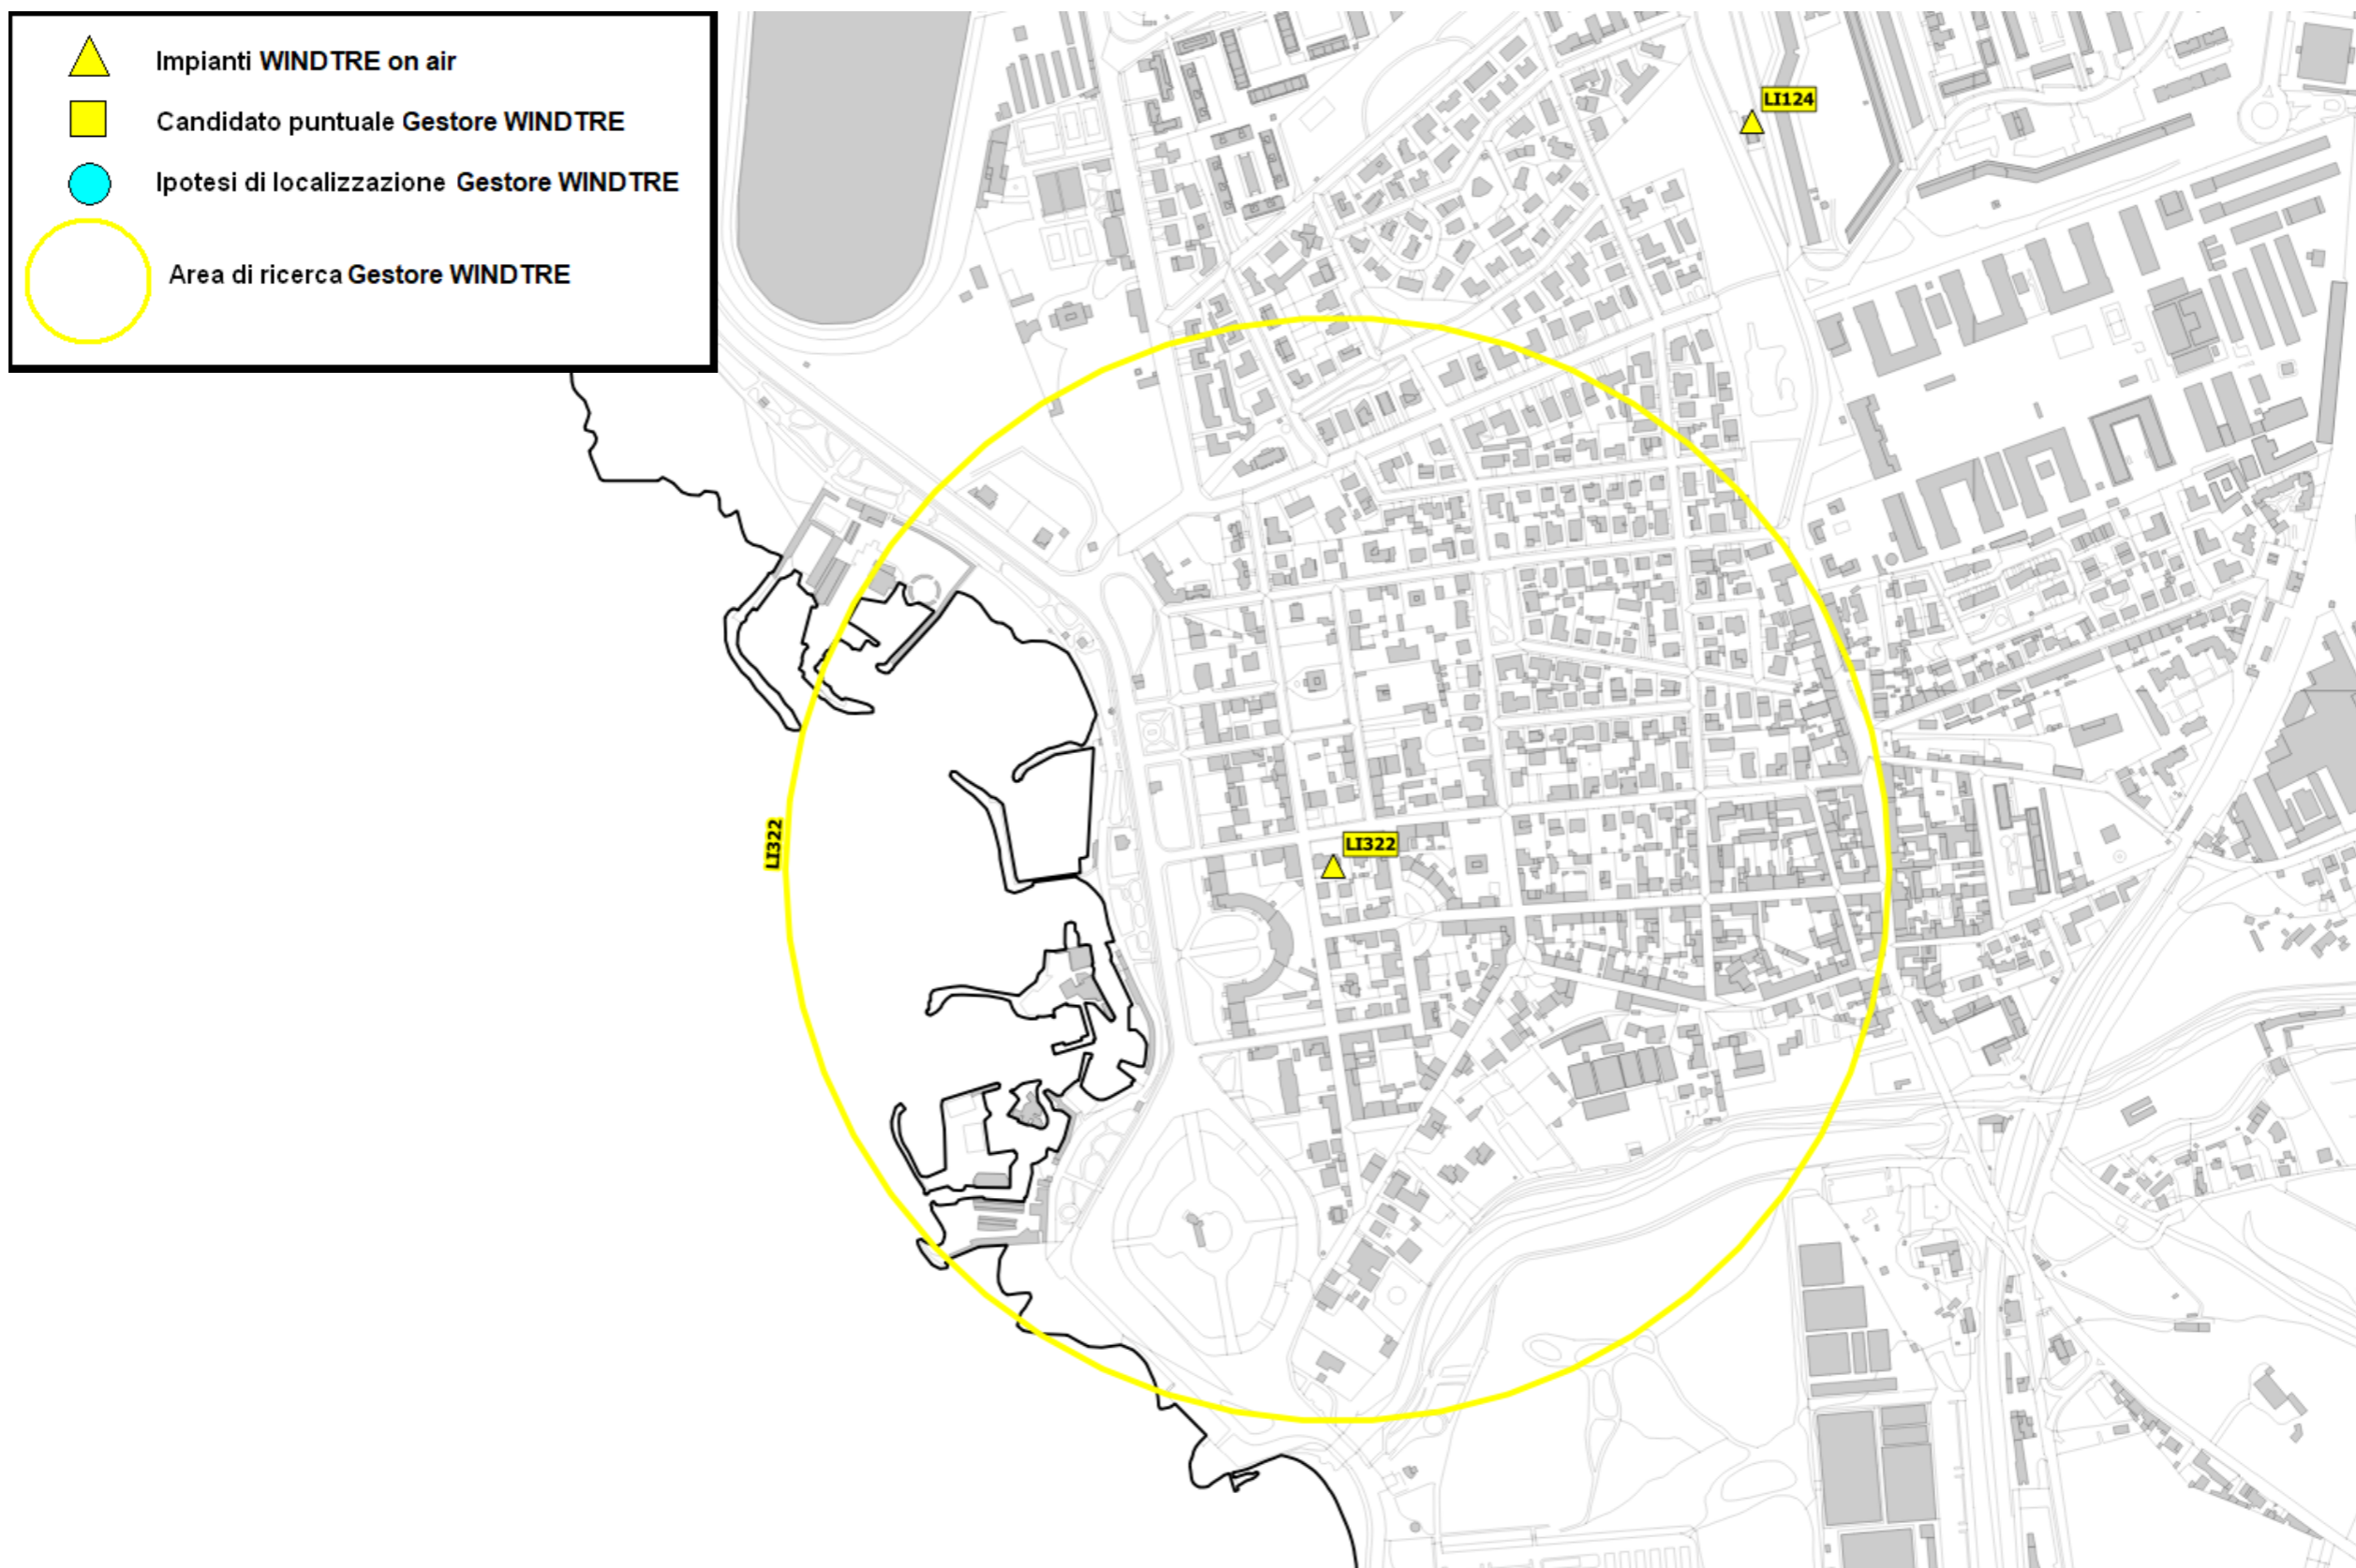 Impianti WINDTRE on air
Candidato puntuale Gestore WINDTRE
Ipotesi di localizzazione Gestore WINDTRE
Area di ricerca Gestore WINDTRE
LI124
LI322
LI322